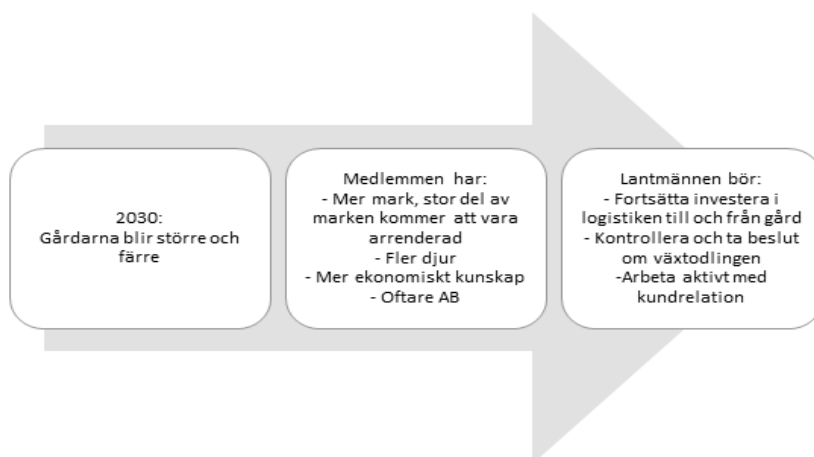 2030:
Gårdarna blir större och
färre
Medlemmen har:
- Mer mark, stor del av
marken kommer att vara
arrenderad
- Fler djur
- Mer ekonomiskt kunskap
- Oftare AB
Lantmännen bör:
- Fortsätta investera i
logistiken till och från gård
- Kontrollera och ta beslut
om växtodlingen
-Arbeta aktivt med
kundrelation